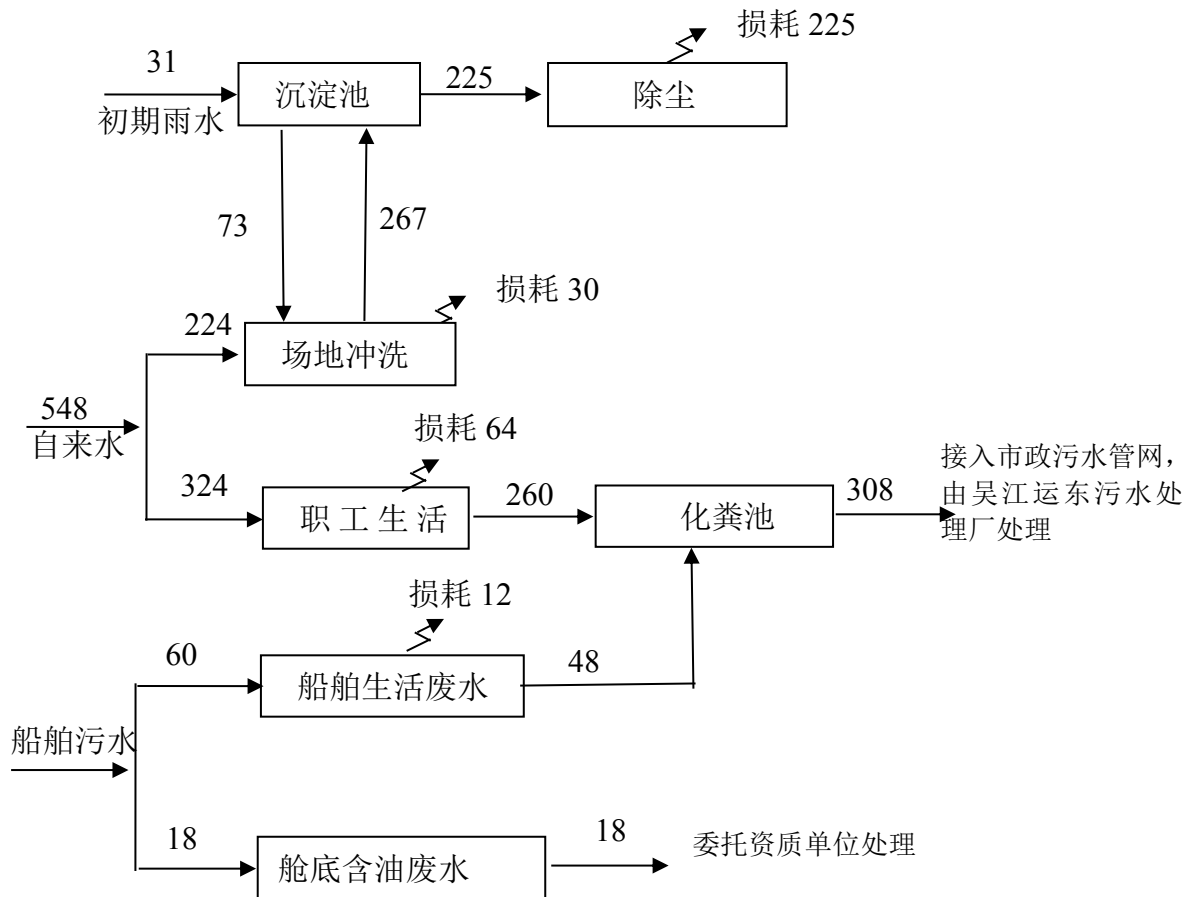 损耗 225
31
沉淀池
225
除尘
初期雨水
73
267
损耗 30
224
场地冲洗
548
自来水
损耗 64
324
职工生活
260
化粪池
308
接入市政污水管网，
由吴江运东污水处
理厂处理
损耗 12
60
船舶生活废水
48
船舶污水
18
舱底含油废水
18
委托资质单位处理